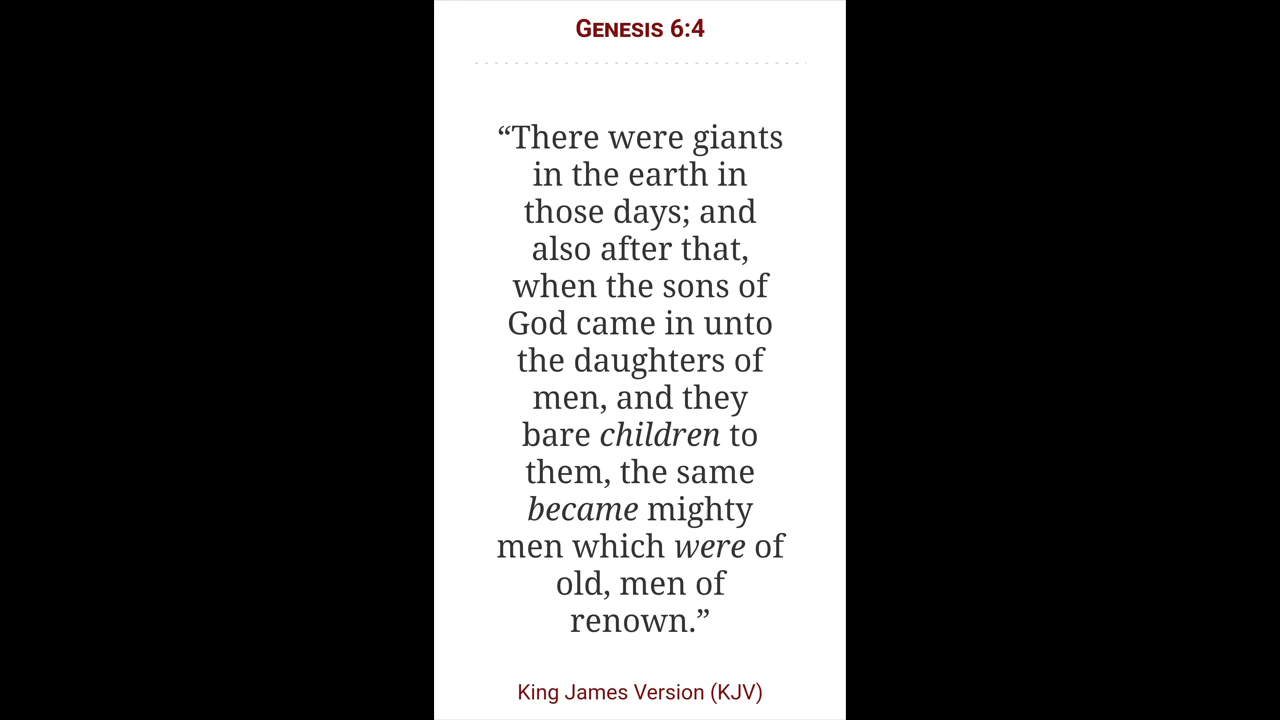 Genesis 6:4
“There were giants
in the earth in
those days; and
also after that,
when the sons of
God came in unto
the daughters of
men, and they
bare children to
them, the same
became mighty
men which were of
old, men of
renown.”
King James Version (KJV)